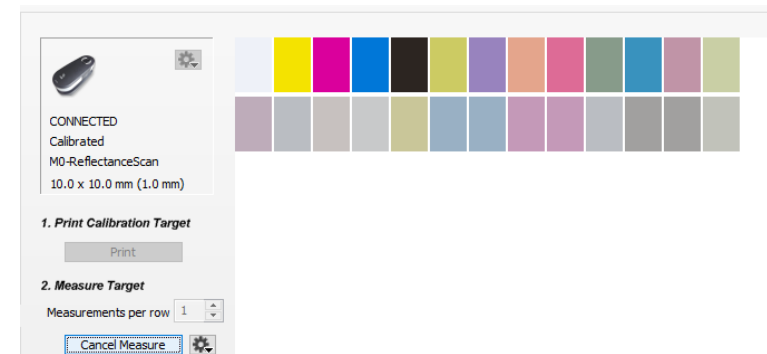 CONNECTED
Calibrated
M0-ReflectanceScan
10.0 x 10.0 mm (1.0 mm)
1. Print Calibration Target
Print
2. Measure Target
Measurements per row 1
Cancel Measure